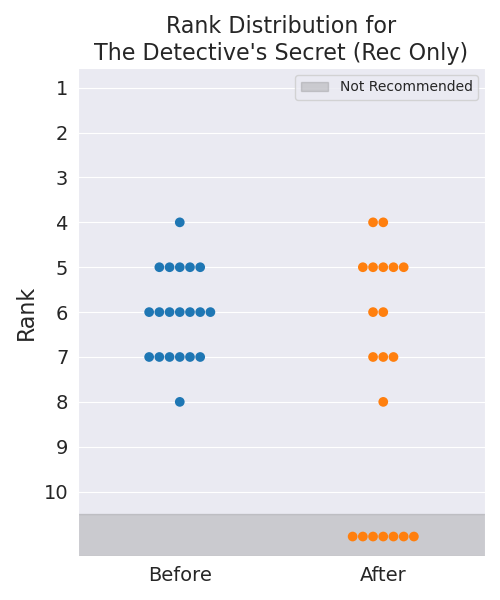 Rank Distribution for
The Detective's Secret (Rec Only)
Not Recommended
Rank
1
2
3
4
5
6
7
8
9
10
Before
After